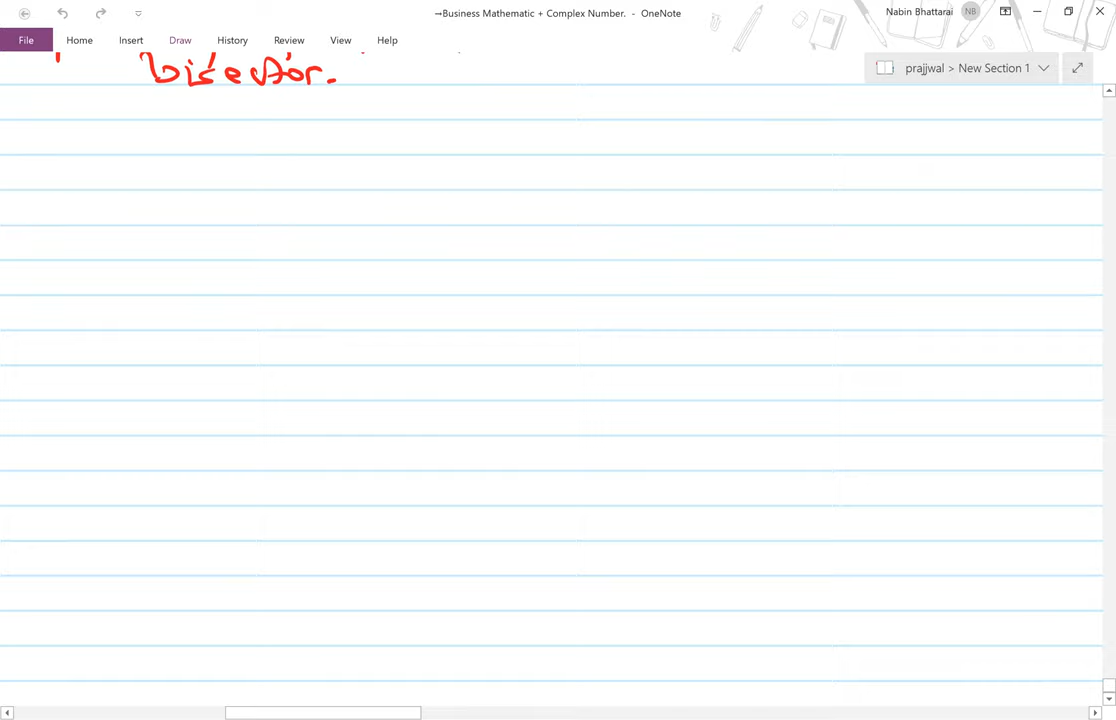 →Business Mathematic + Complex Number. - OneNote
Nabin Bhattarai NB
File Home Insert Draw History Review View Help
prajjwal > New Section 1
bisector.